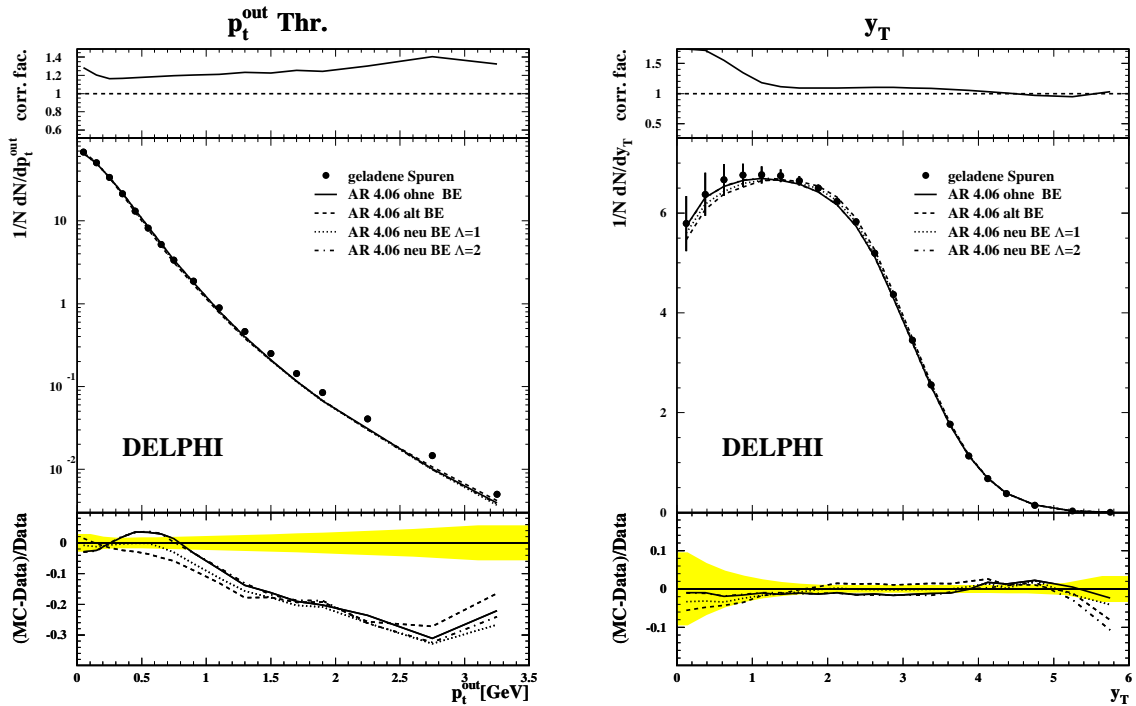 p_t^out Thr.
corr. fac.
1.4
1.2
1
0.8
0.6
1/N dN/dp_t^out
10
1
10^-1
10^-2
geladene Spuren
AR 4.06 ohne BE
AR 4.06 alt BE
AR 4.06 neu BE Λ=1
AR 4.06 neu BE Λ=2
DELPHI
(MC-Data)/Data
0
-0.1
-0.2
-0.3
0 0.5 1 1.5 2 2.5 3 3.5
p_t^out[GeV]
y_T
corr. fac.
1.5
1
0.5
1/N dN/dy_T
6
4
2
0
geladene Spuren
AR 4.06 ohne BE
AR 4.06 alt BE
AR 4.06 neu BE Λ=1
AR 4.06 neu BE Λ=2
DELPHI
(MC-Data)/Data
0.1
0
-0.1
0 1 2 3 4 5 6
y_T